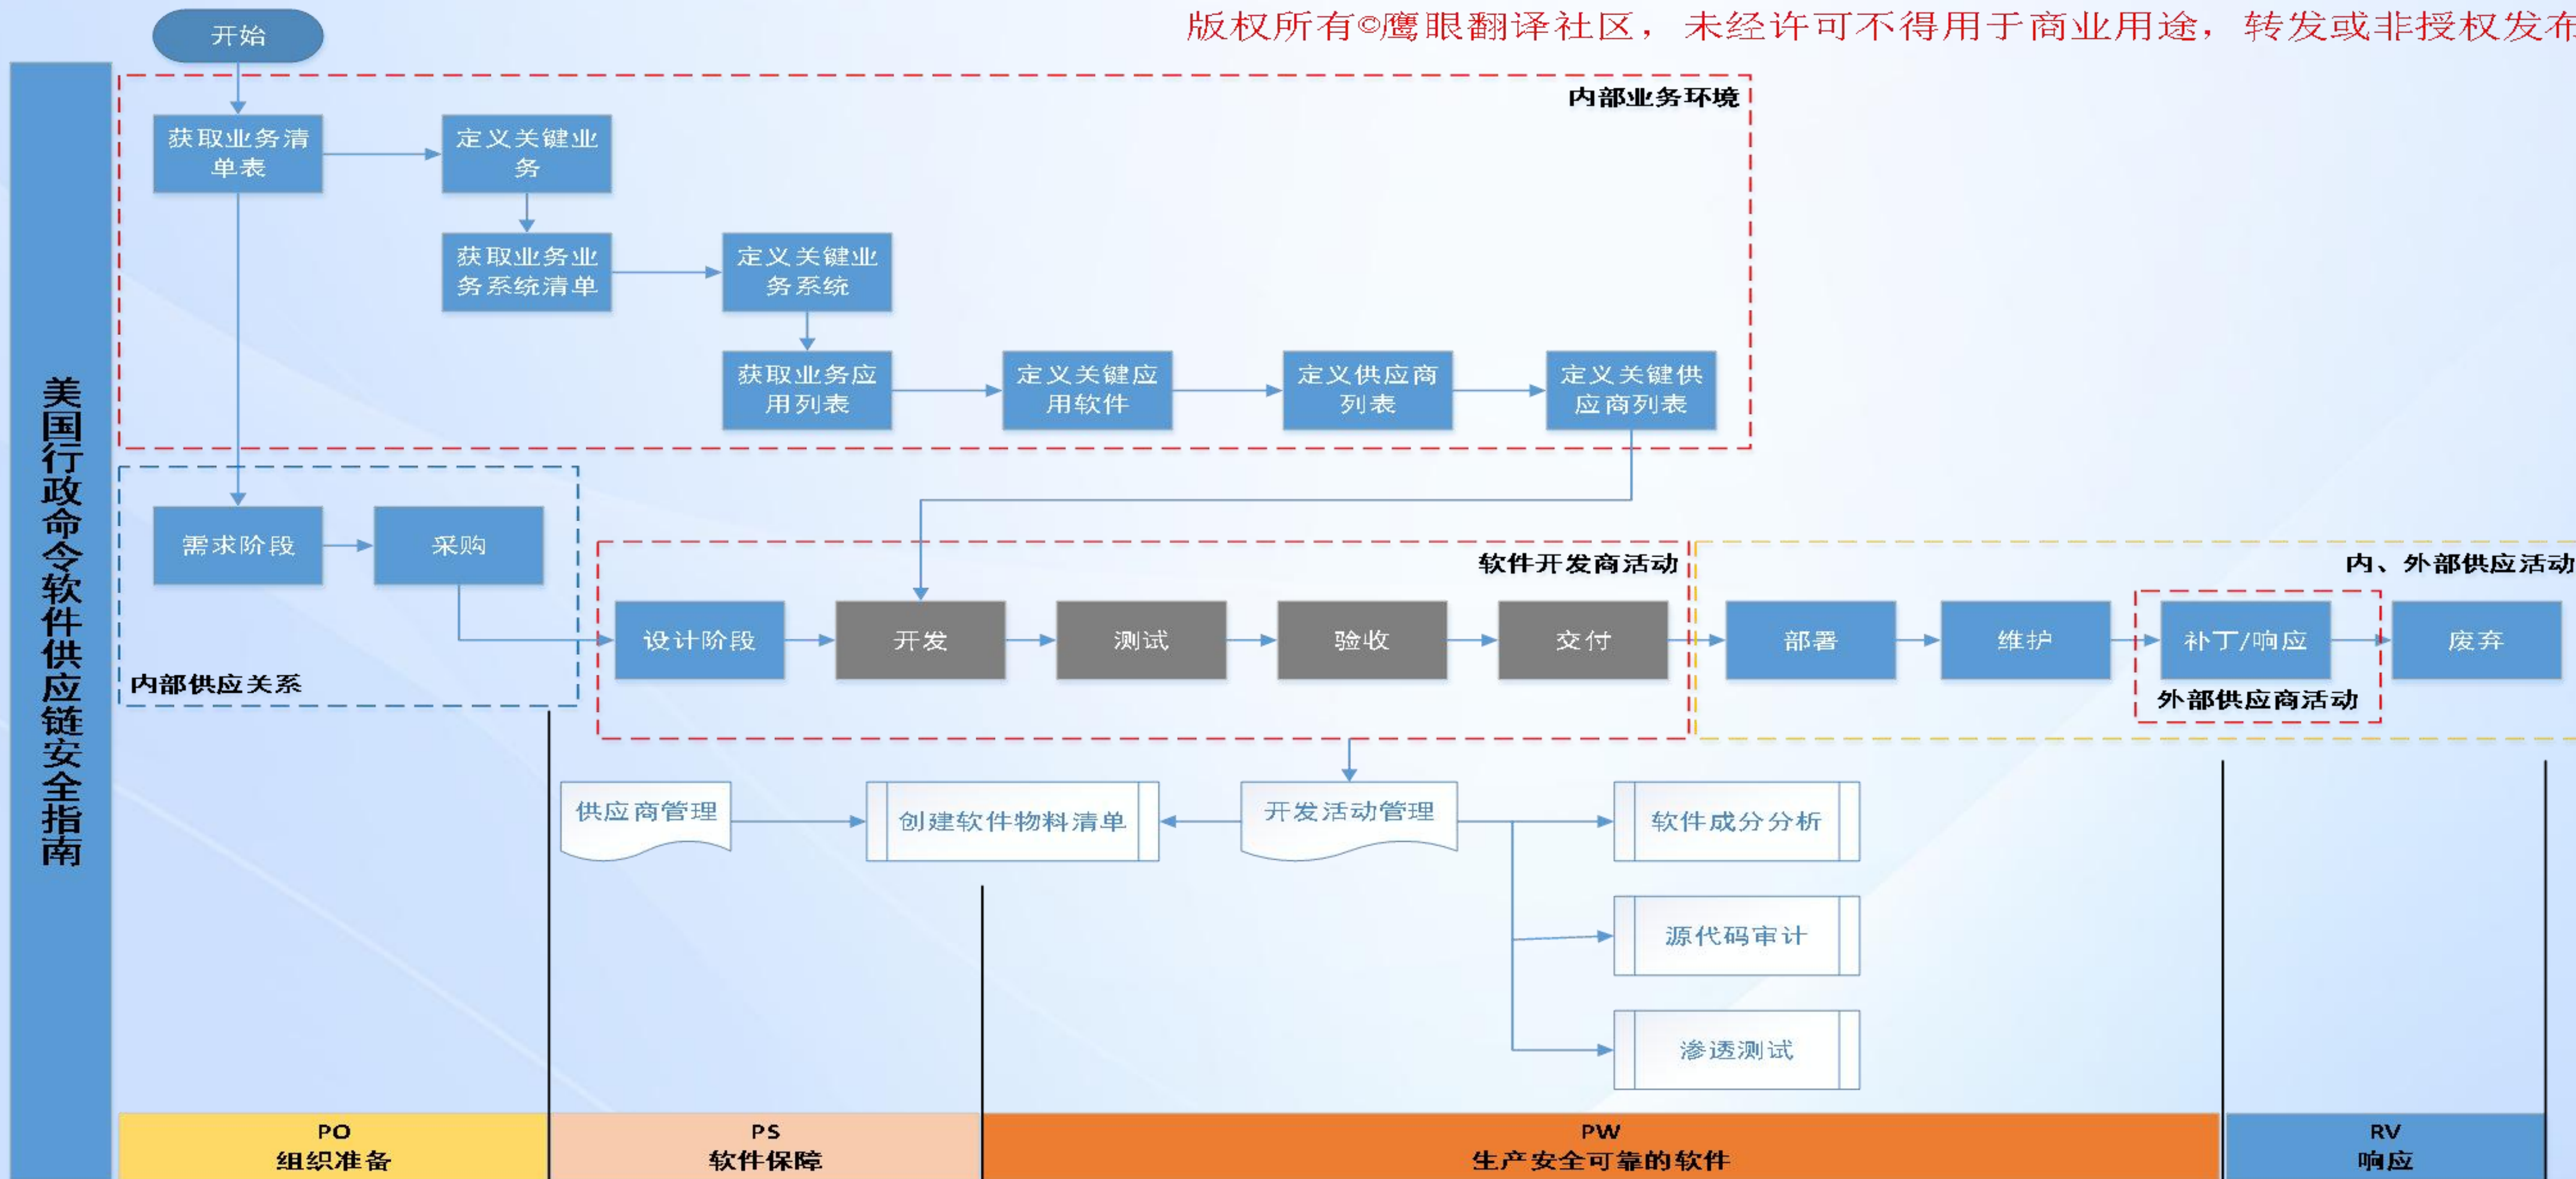 开始
版权所有©鹰眼翻译社区，未经许可不得用于商业用途，转发或非授权发布
美国行政命令软件供应链安全指南
内部业务环境
获取业务清
单表
定义关键业
务
获取业务业
务系统清单
定义关键业
务系统
获取业务应
用列表
定义关键应
用软件
定义供应商
列表
定义关键供
应商列表
需求阶段
采购
内部供应关系
软件开发商活动
设计阶段
开发
测试
验收
交付
内、外部供应活动
部署
维护
补丁/响应
外部供应商活动
废弃
供应商管理
创建软件物料清单
开发活动管理
软件成分分析
源代码审计
渗透测试
PO
组织准备
PS
软件保障
PW
生产安全可靠的软件
RV
响应